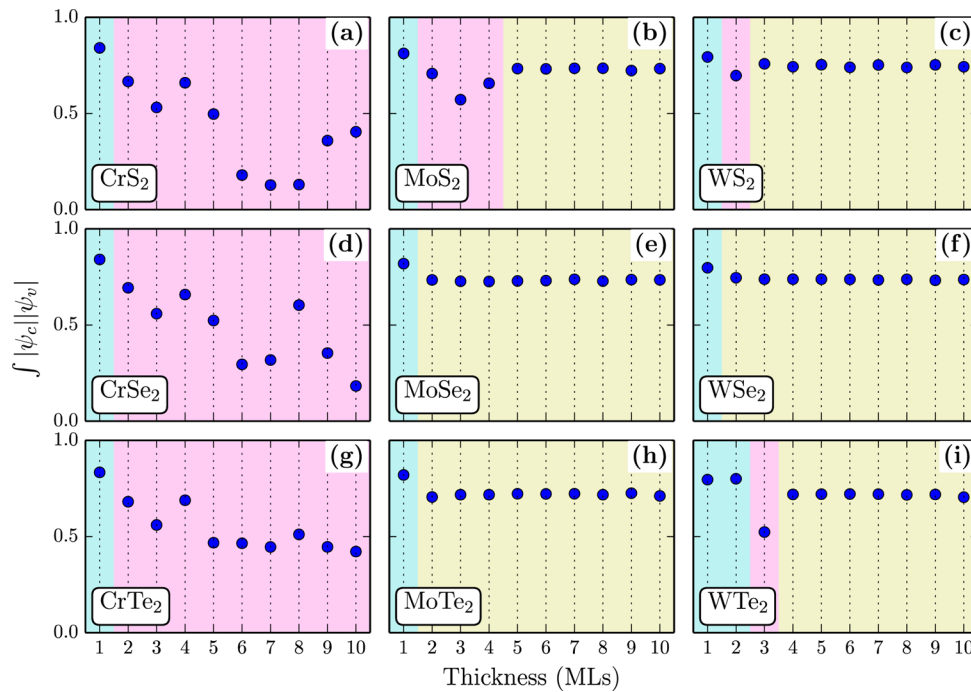 1.0
(a)
(b)
(c)
0.5
CrS₂
MoS₂
WS₂
0.0
1.0
(d)
(e)
(f)
∫|ψ_c||ψ_v|
0.5
CrSe₂
MoSe₂
WSe₂
0.0
1.0
(g)
(h)
(i)
0.5
CrTe₂
MoTe₂
WTe₂
0.0
1 2 3 4 5 6 7 8 9 10
1 2 3 4 5 6 7 8 9 10
1 2 3 4 5 6 7 8 9 10
Thickness (MLs)